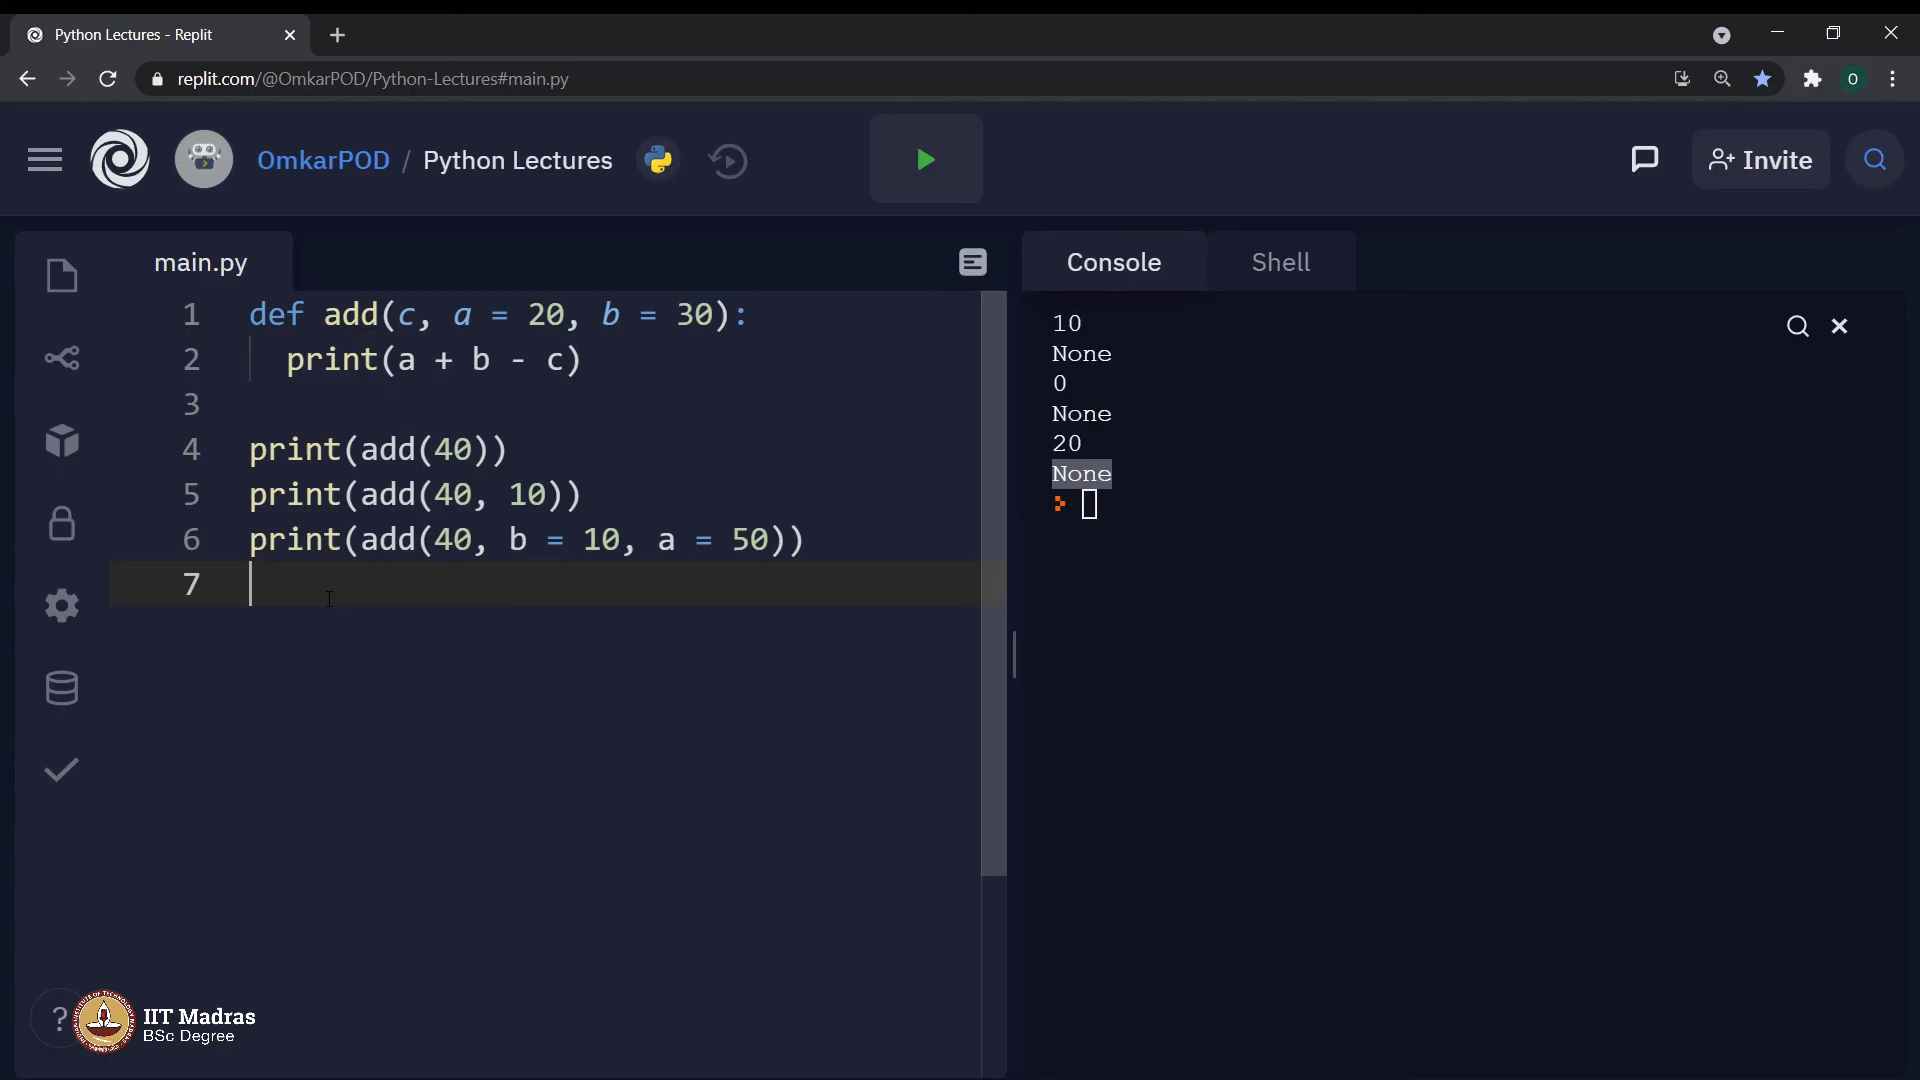 Python Lectures - Replit
replit.com/@OmkarPOD/Python-Lectures#main.py
O
OmkarPOD / Python Lectures
Invite
main.py
Console
Shell
1 def add(c, a = 20, b = 30):
2 print(a + b - c)
3
4 print(add(40))
5 print(add(40, 10))
6 print(add(40, b = 10, a = 50))
7
10
None
0
None
20
None
?
IIT Madras
BSc Degree